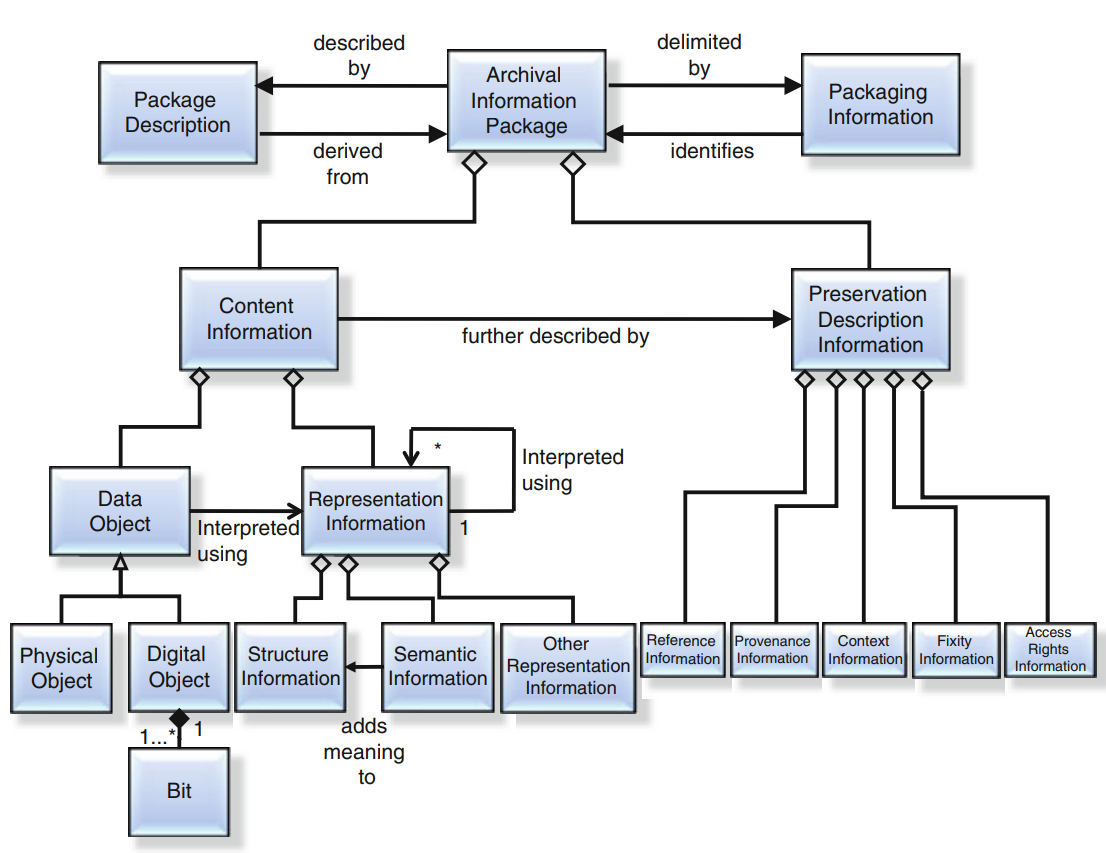 described
by
delimited
by
Package
Description
Archival
Information
Package
Packaging
Information
derived
from
identifies
Content
Information
further described by
Preservation
Description
Information
*
Interpreted
using
Data
Object
Interpreted
using
Representation
Information
1
Physical
Object
Digital
Object
Structure
Information
Semantic
Information
Other
Representation
Information
Reference
Information
Provenance
Information
Context
Information
Fixity
Information
Access
Rights
Information
1...*
1
adds
meaning
to
Bit